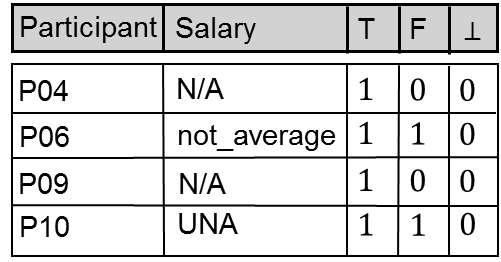 Participant Salary T F ⊥
P04 N/A 1 0 0
P06 not_average 1 1 0
P09 N/A 1 0 0
P10 UNA 1 1 0